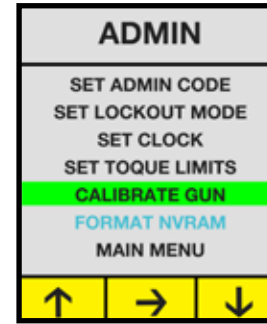 ADMIN
SET ADMIN CODE
SET LOCKOUT MODE
SET CLOCK
SET TOQUE LIMITS
CALIBRATE GUN
FORMAT NVRAM
MAIN MENU
↑ → ↓